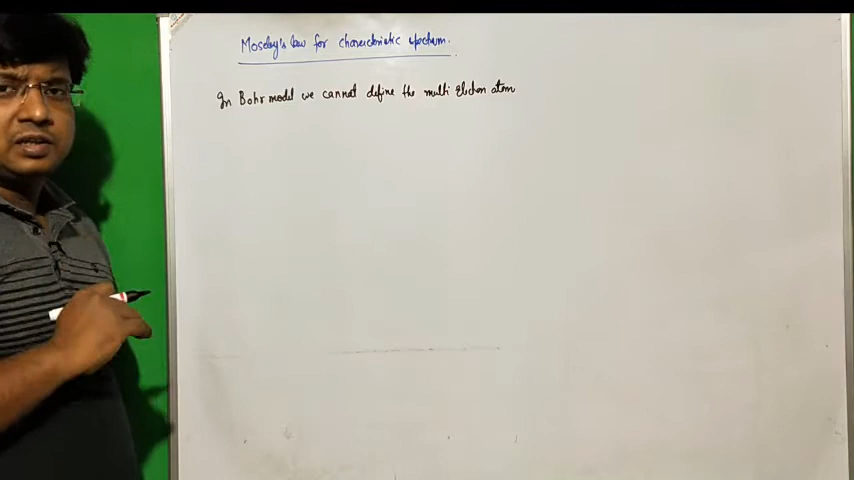 Moseley's law for characteristic spectrum.
In Bohr model we cannot define the multi electron atom